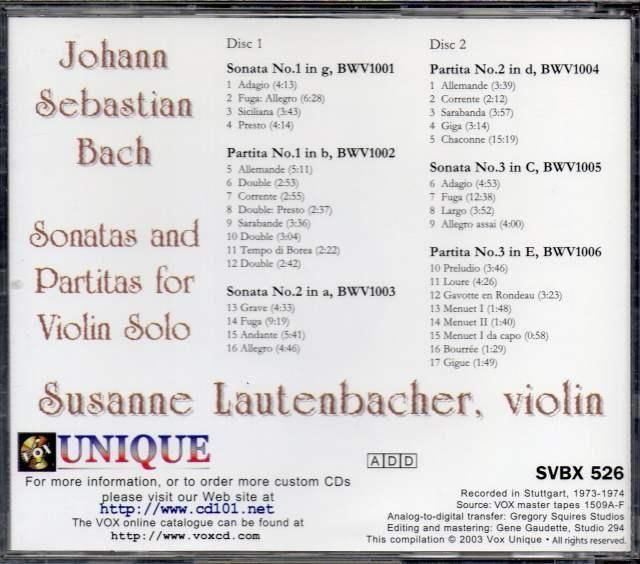 Johann
Sebastian
Bach
Sonatas and
Partitas for
Violin Solo
Disc 1
Sonata No.1 in g, BWV1001
1 Adagio (4:13)
2 Fuga: Allegro (6:28)
3 Siciliana (3:43)
4 Presto (4:14)
Partita No.1 in b, BWV1002
5 Allemande (5:11)
6 Double (2:53)
7 Corrente (2:55)
8 Double: Presto (2:37)
9 Sarabande (3:36)
10 Double (3:04)
11 Tempo di Borea (2:22)
12 Double (2:42)
Sonata No.2 in a, BWV1003
13 Grave (4:33)
14 Fuga (9:19)
15 Andante (5:41)
16 Allegro (4:46)
Disc 2
Partita No.2 in d, BWV1004
1 Allemande (3:39)
2 Corrente (2:12)
3 Sarabanda (3:57)
4 Giga (3:14)
5 Chaconne (15:19)
Sonata No.3 in C, BWV1005
6 Adagio (4:53)
7 Fuga (12:38)
8 Largo (3:52)
9 Allegro assai (4:00)
Partita No.3 in E, BWV1006
10 Preludio (3:46)
11 Loure (4:26)
12 Gavotte en Rondeau (3:23)
13 Menuet I (1:48)
14 Menuet II (1:40)
15 Menuet I da capo (0:58)
16 Bourrée (1:29)
17 Gigue (1:49)
Susanne Lautenbacher, violin
VOX UNIQUE
For more information, or to order more custom CDs
please visit our Web site at
http://www.cd101.net
The VOX online catalogue can be found at
http://www.voxcd.com
ADD
SVBX 526
Recorded in Stuttgart, 1973-1974
Source: VOX master tapes 1509A-F
Analog-to-digital transfer: Gregory Squires Studios
Editing and mastering: Gene Gaudette, Studio 294
This compilation © 2003 Vox Unique • All rights reserved.